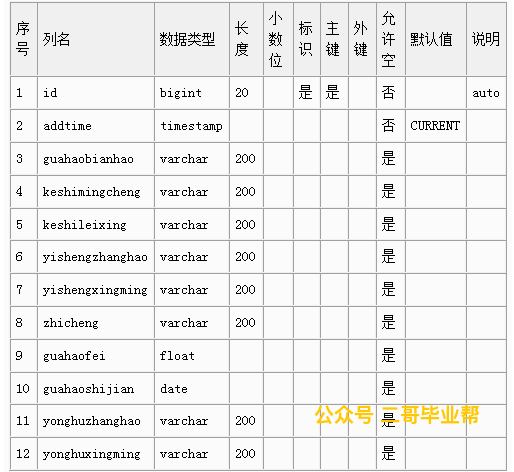 序号 列名 数据类型 长度 小数位 标识 主键 外键 允许空 默认值 说明
1 id bigint 20 是 是 否 auto
2 addtime timestamp 否 CURRENT
3 guahaobianhao varchar 200 是
4 keshimingcheng varchar 200 是
5 keshileixing varchar 200 是
6 yishengzhanghao varchar 200 是
7 yishengxingming varchar 200 是
8 zhicheng varchar 200 是
9 guahaofei float 是
10 guahaoshijian date 是
11 yonghuzhanghao varchar 200 是
公众号 二哥毕业帮
12 yonghuxingming varchar 200 是